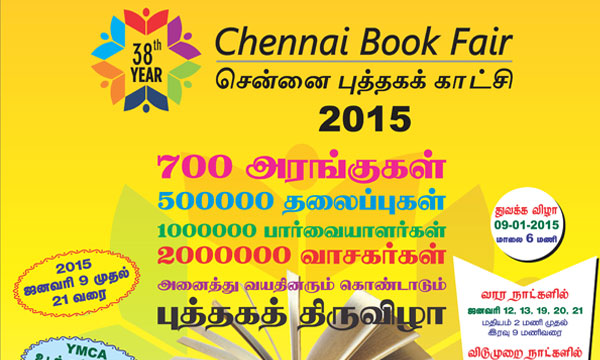 38th
YEAR
Chennai Book Fair
சென்னை புத்தகக் காட்சி
2015
700 அரங்குகள்
500000 தலைப்புகள்
1000000 பார்வையாளர்கள்
2000000 வாசகர்கள்
அனைத்து வயதினரும் கொண்டாடும்
புத்தகத் திருவிழா
துவக்க விழா
09-01-2015
மாலை 6 மணி
2015
ஜனவரி 9 முதல்
21 வரை
வார நாட்களில்
ஜனவரி 12, 13, 19, 20, 21
மதியம் 2 மணி முதல்
இரவு 9 மணிவரை
விடுமுறை நாட்களில்
YMCA